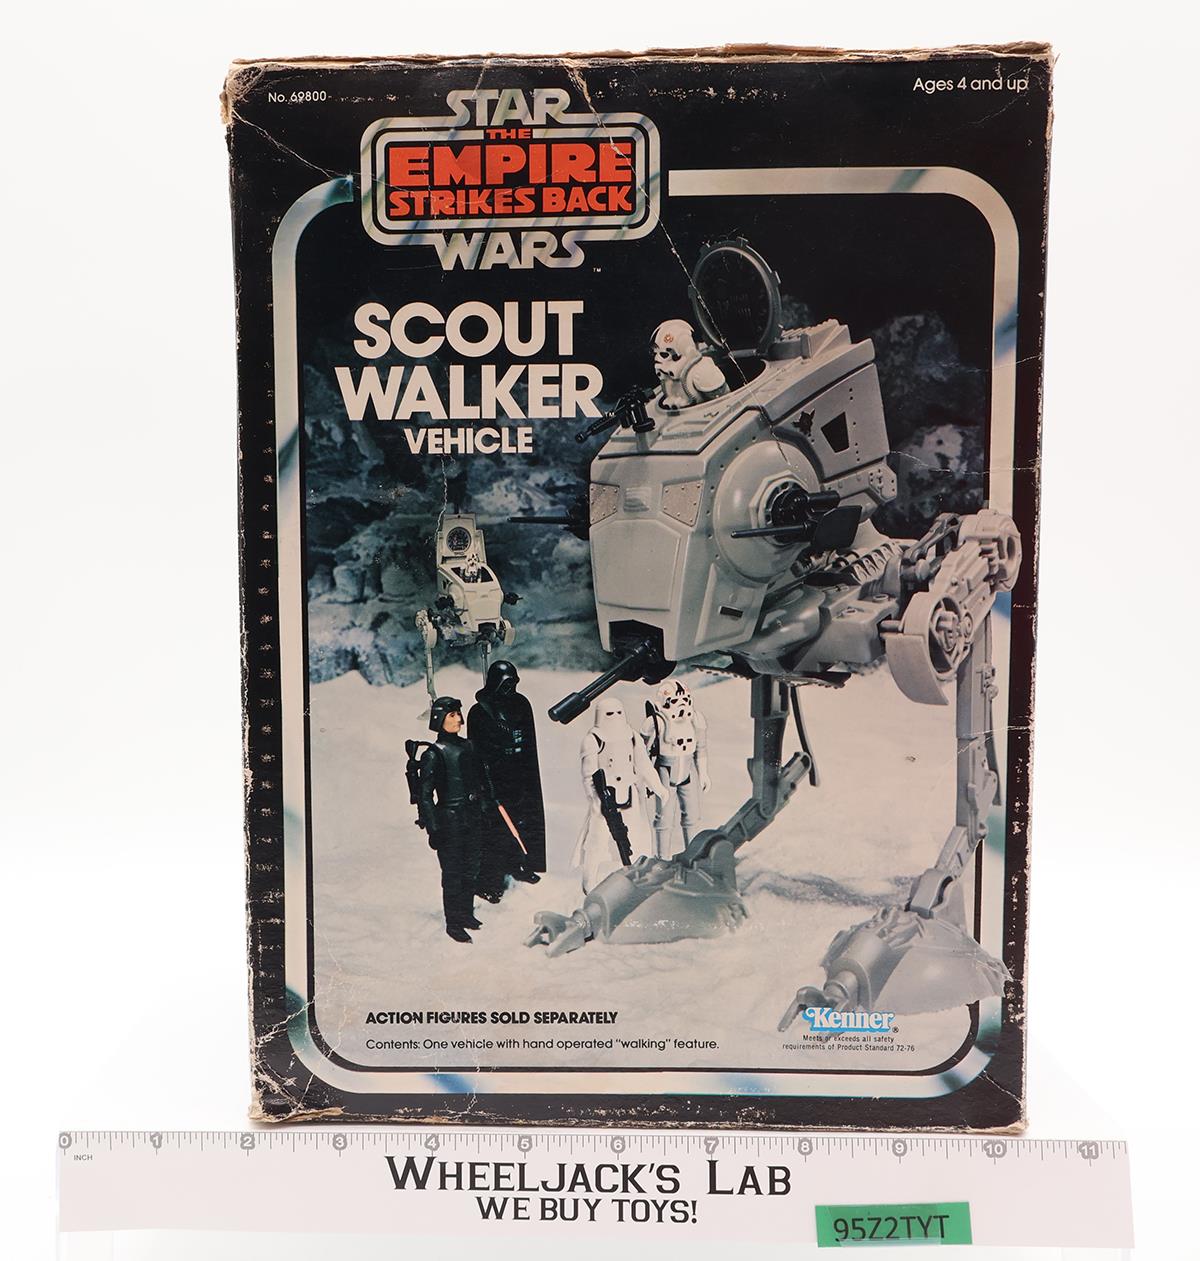 No. 69800
Ages 4 and up
STAR
THE
EMPIRE
STRIKES BACK
WARS
TM
SCOUT
WALKER
TM
VEHICLE
ACTION FIGURES SOLD SEPARATELY
Contents: One vehicle with hand operated "walking" feature.
Kenner®
Meets or exceeds all safety
requirements of Product Standard 72-76
0 1 2 3 4 5 6 7 8 9 10 11
INCH
WHEELJACK'S LAB
WE BUY TOYS!
95Z2TYT